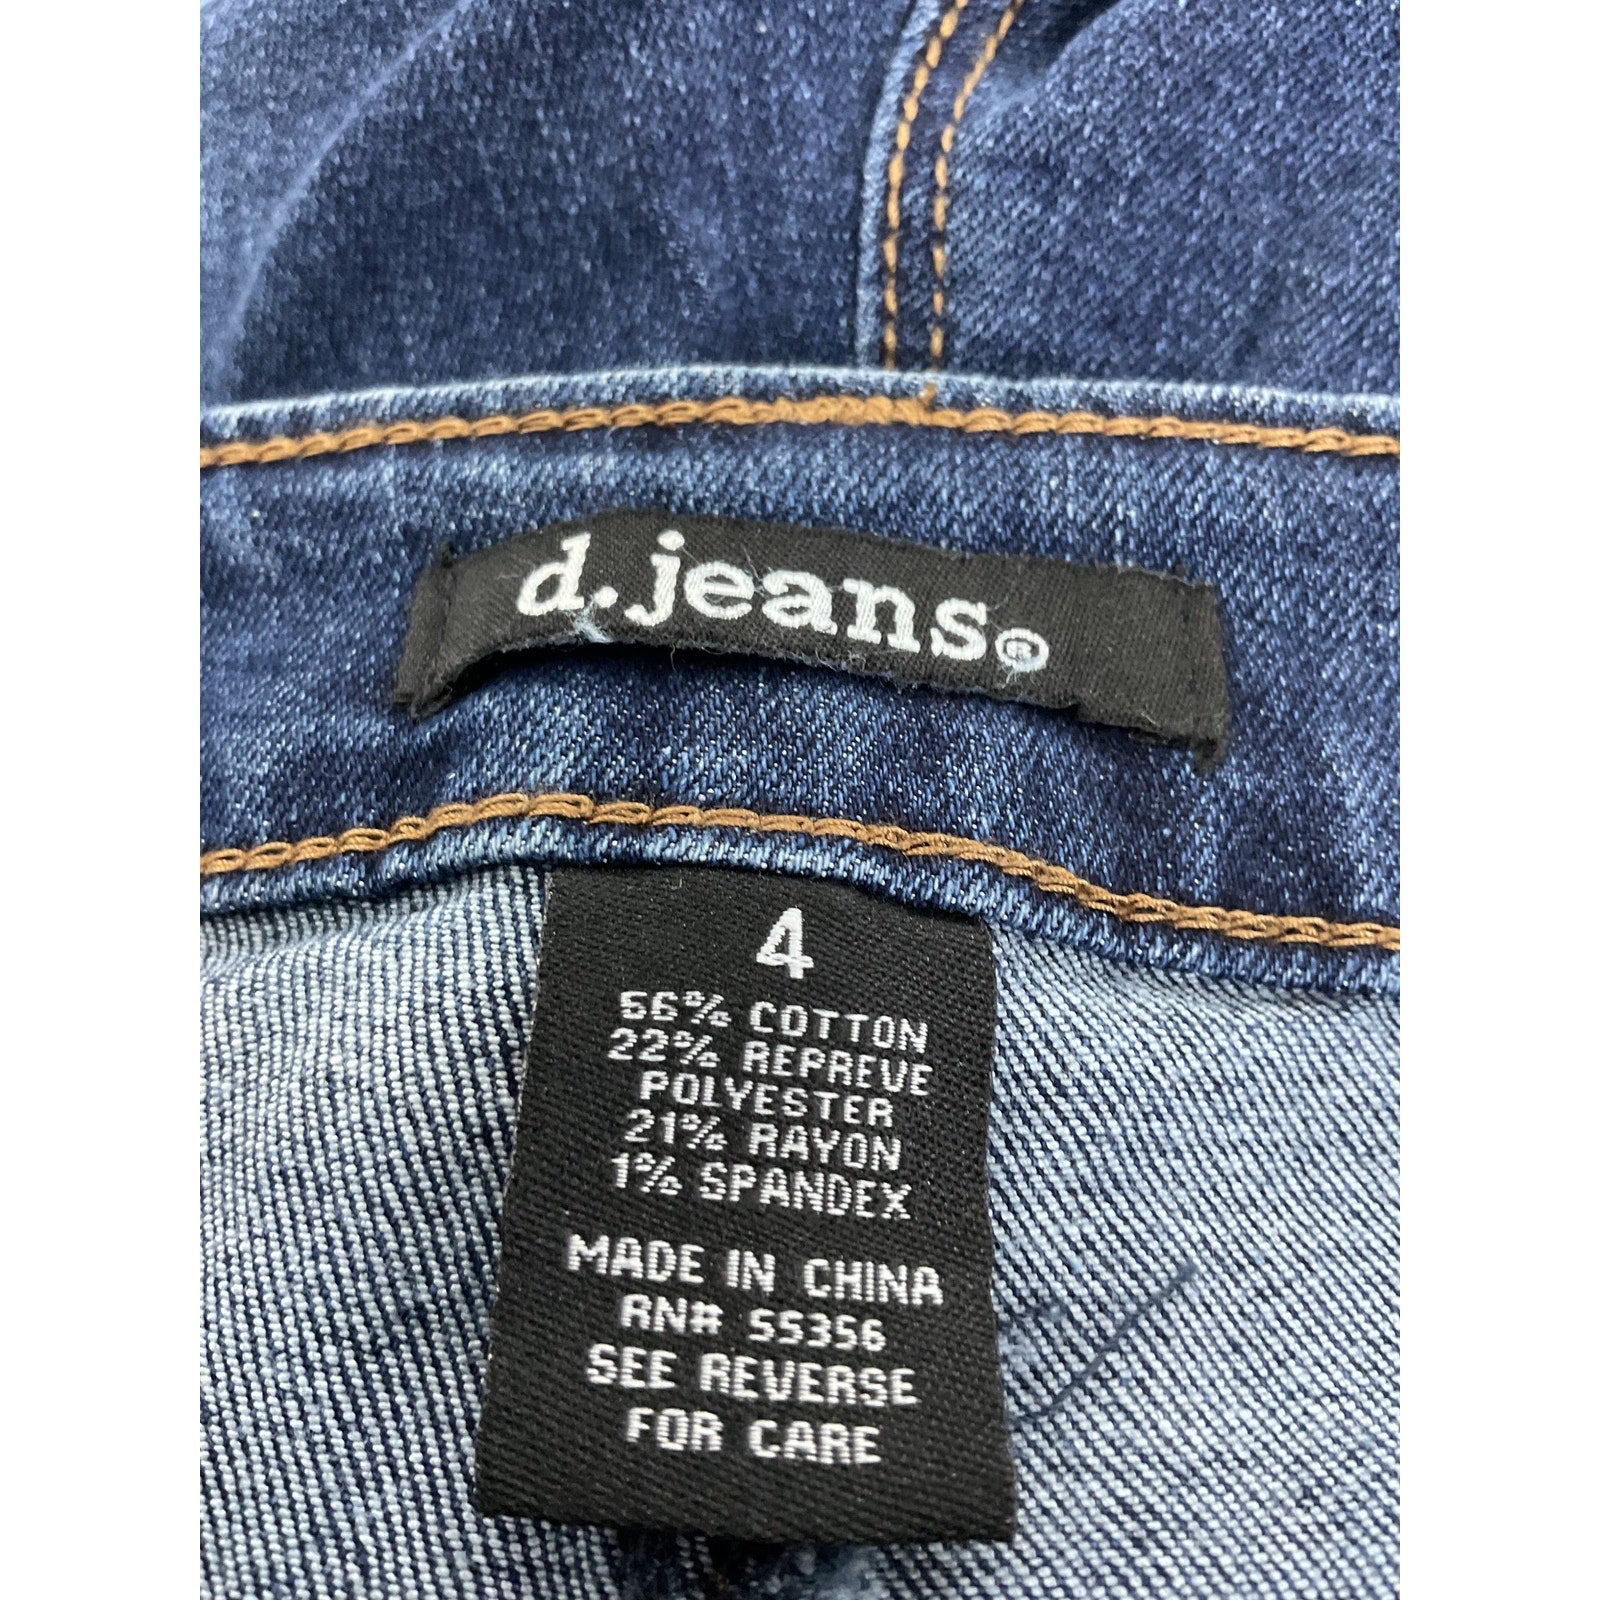 d.jeans®
4
56% COTTON
22% REPREVE
POLYESTER
21% RAYON
1% SPANDEX
MADE IN CHINA
RN# 55356
SEE REVERSE
FOR CARE